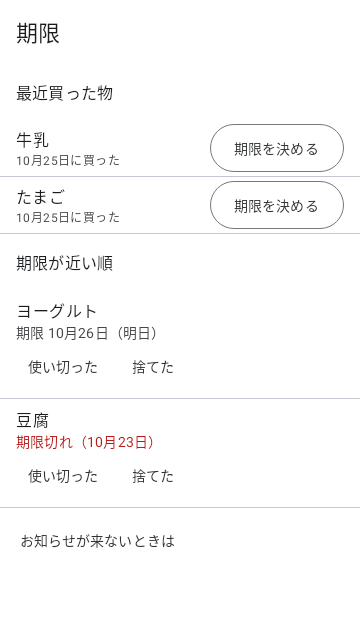 期限
最近買った物
牛乳
10月25日に買った
期限を決める
たまご
10月25日に買った
期限を決める
期限が近い順
ヨーグルト
期限 10月26日（明日）
使い切った 捨てた
豆腐
期限切れ（10月23日）
使い切った 捨てた
お知らせが来ないときは